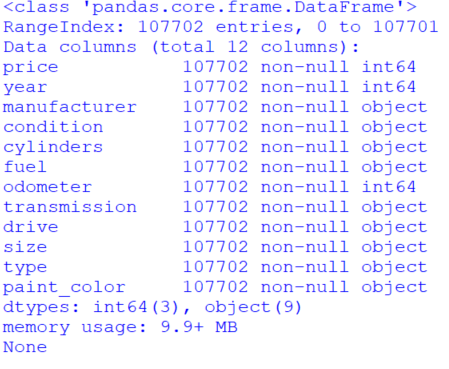 <class 'pandas.core.frame.DataFrame'>
RangeIndex: 107702 entries, 0 to 107701
Data columns (total 12 columns):
price           107702 non-null int64
year            107702 non-null int64
manufacturer    107702 non-null object
condition       107702 non-null object
cylinders       107702 non-null object
fuel            107702 non-null object
odometer        107702 non-null int64
transmission    107702 non-null object
drive           107702 non-null object
size            107702 non-null object
type            107702 non-null object
paint_color     107702 non-null object
dtypes: int64(3), object(9)
memory usage: 9.9+ MB
None